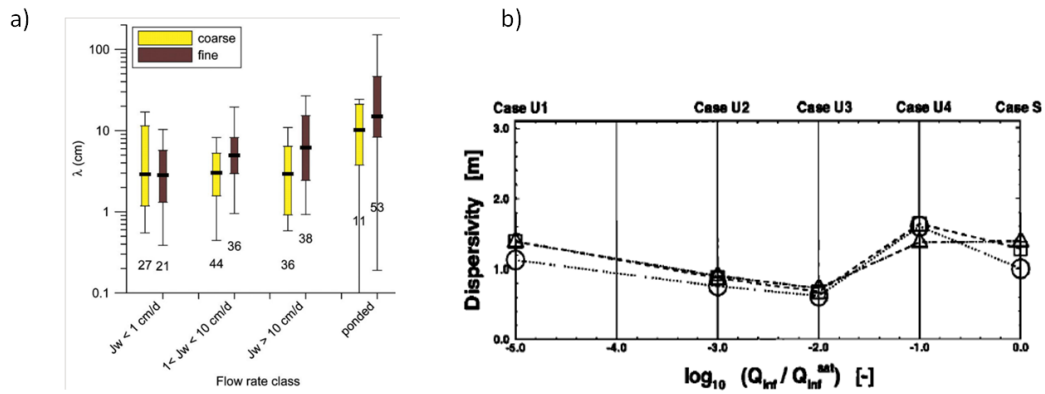 a)
coarse
fine
100
10
1
0.1
λ (cm)
27
21
44
36
36
38
11
53
Jw < 1 cm/d
1< Jw < 10 cm/d
Jw > 10 cm/d
ponded
Flow rate class
b)
Case U1 Case U2 Case U3 Case U4 Case S
3.0
2.0
1.0
0.0
Dispersivity [m]
-5.0 -4.0 -3.0 -2.0 -1.0 0.0
log₁₀ (Q_inf / Q_inf^sat) [-]